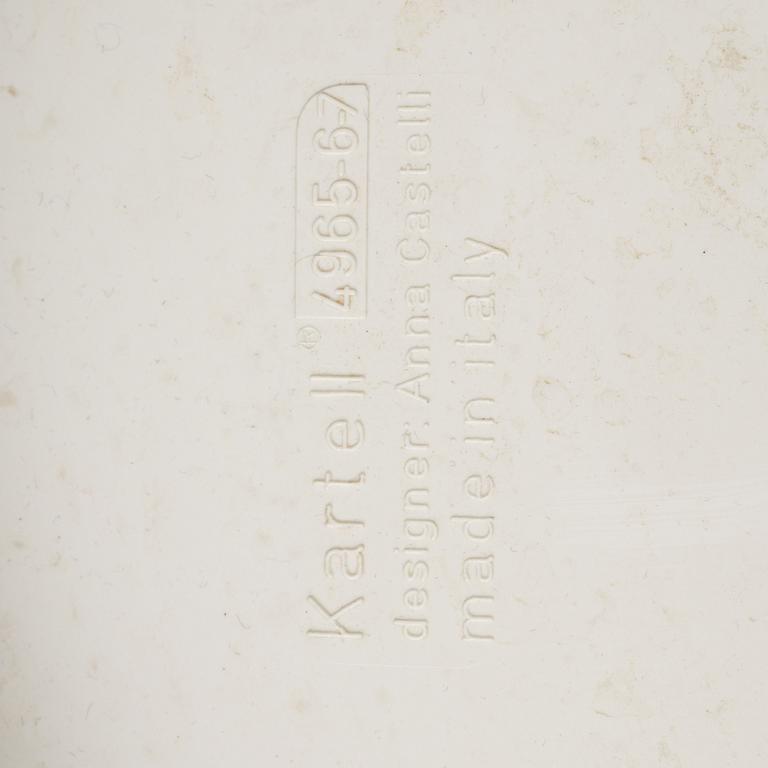 Kartell® 4965-6-7
designer: Anna Castelli
made in italy